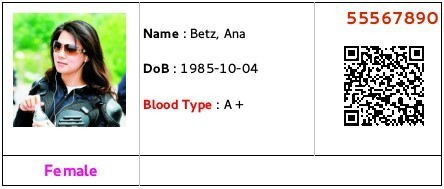 55567890
Name : Betz, Ana
DoB : 1985-10-04
Blood Type : A +
Female